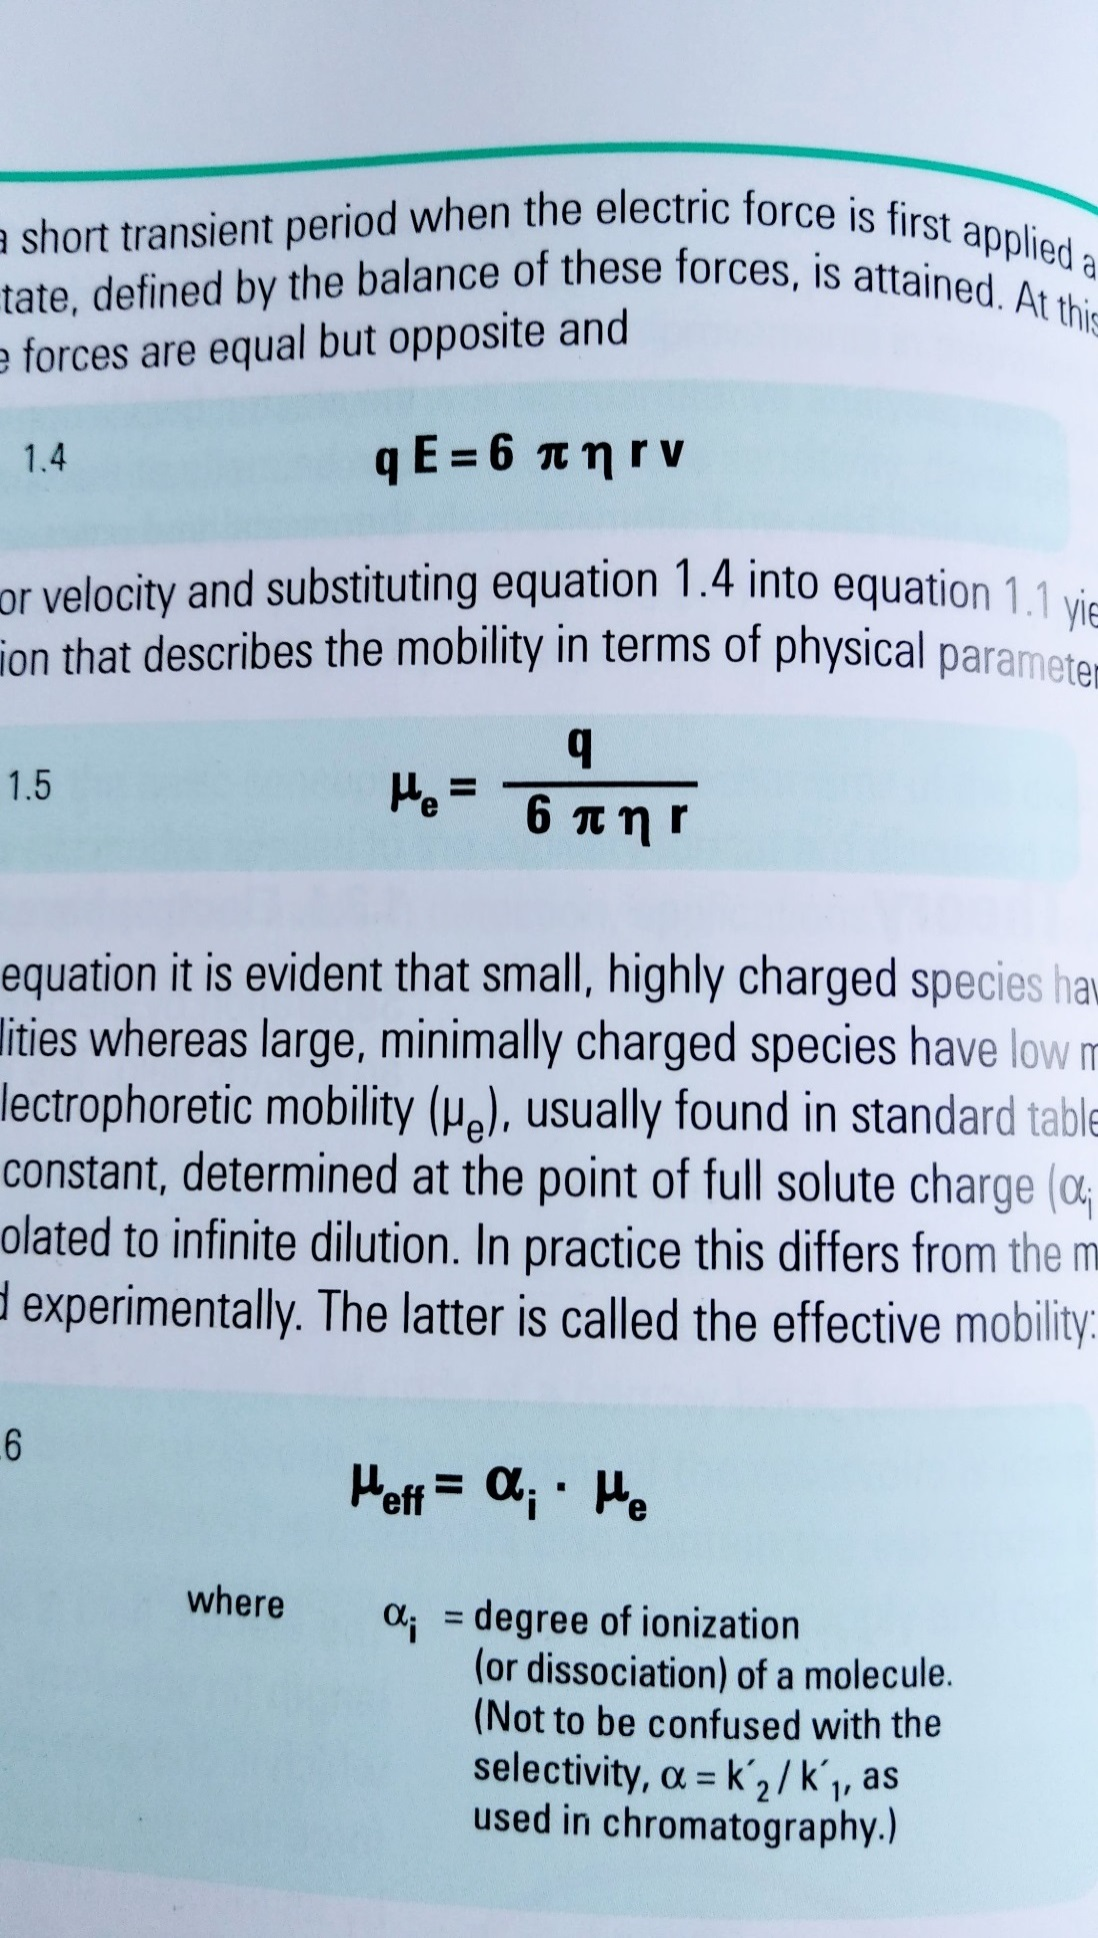 a short transient period when the electric force is first applied a
tate, defined by the balance of these forces, is attained. At this
e forces are equal but opposite and
1.4 q E = 6 π η r v
or velocity and substituting equation 1.4 into equation 1.1 yie
ion that describes the mobility in terms of physical parameter
1.5 μe = q / 6 π η r
equation it is evident that small, highly charged species hav
lities whereas large, minimally charged species have low m
lectrophoretic mobility (μe), usually found in standard table
constant, determined at the point of full solute charge (αi
olated to infinite dilution. In practice this differs from the m
d experimentally. The latter is called the effective mobility:
.6 μeff = αi · μe
where αi = degree of ionization
(or dissociation) of a molecule.
(Not to be confused with the
selectivity, α = k´2 / k´1, as
used in chromatography.)